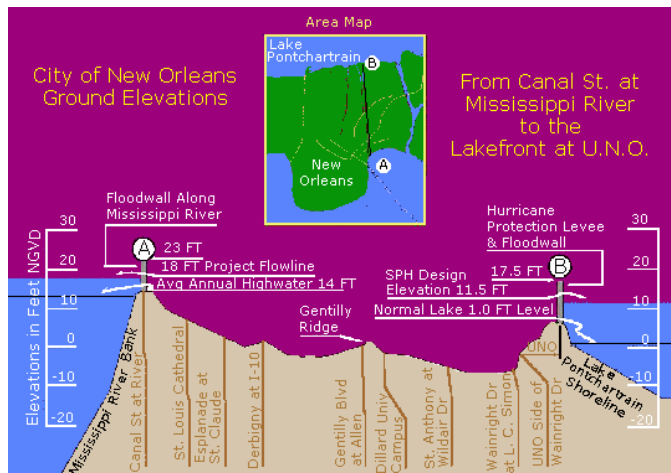 Area Map
City of New Orleans
Ground Elevations
Lake
Pontchartrain
B
A
New
Orleans
From Canal St. at
Mississippi River
to the
Lakefront at U.N.O.
Elevations in Feet NGVD
30
20
10
0
-10
-20
Floodwall Along
Mississippi River
A
23 FT
18 FT Project Flowline
Avg Annual Highwater 14 FT
Gentilly
Ridge
Hurricane
Protection Levee
& Floodwall
17.5 FT
B
SPH Design
Elevation 11.5 FT
Normal Lake 1.0 FT Level
30
20
10
0
-10
-20
Mississippi River Bank
Canal St at River
St. Louis Cathedral
Esplanade at
St. Claude
Derbigny at I-10
Gentilly Blvd
at Allen
Dillard Univ
Campus
St. Anthony at
Wildair Dr
Wainright Dr
at L. C. Simon
UNO Side of
Wainright Dr
UNO
Lake
Pontchartrain
Shoreline